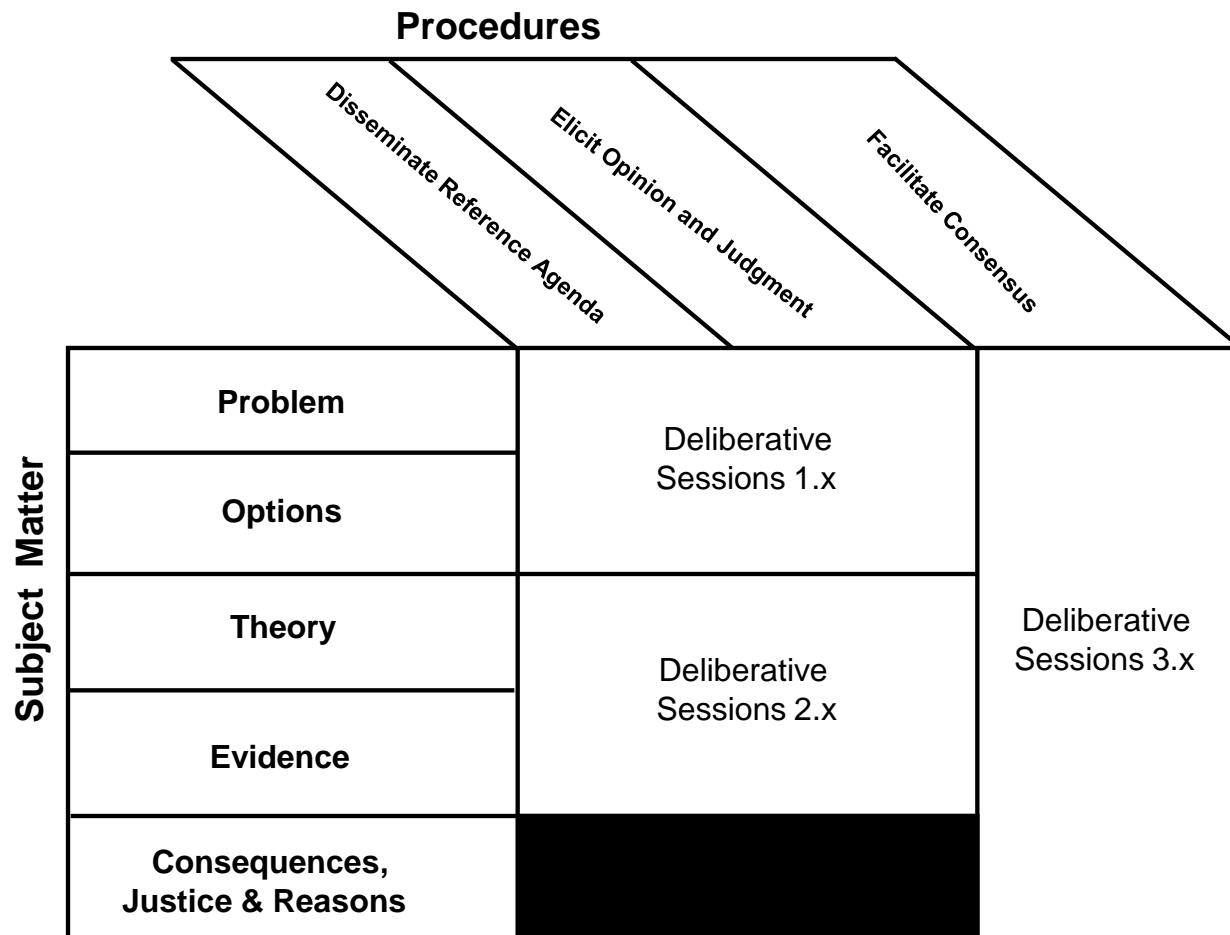 Procedures
Disseminate Reference Agenda
Elicit Opinion and Judgment
Facilitate Consensus
Subject Matter
Problem
Options
Theory
Evidence
Consequences,
Justice & Reasons
Deliberative
Sessions 1.x
Deliberative
Sessions 2.x
Deliberative
Sessions 3.x